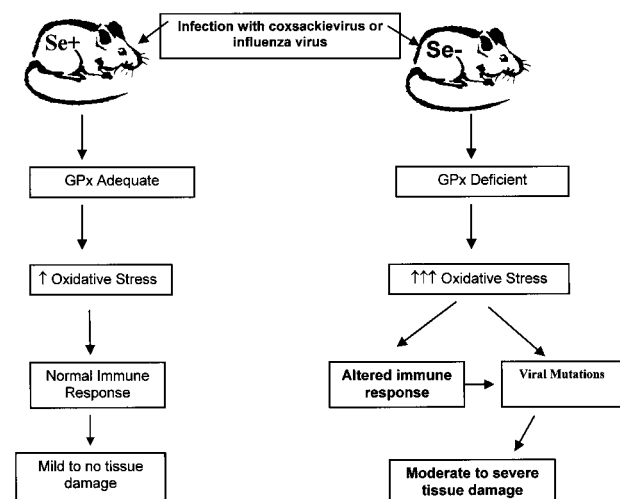 Infection with coxsackievirus or
influenza virus
Se+
Se-
GPx Adequate
GPx Deficient
↑ Oxidative Stress
↑↑↑ Oxidative Stress
Normal Immune
Response
Altered immune
response
Viral Mutations
Mild to no tissue
damage
Moderate to severe
tissue damage